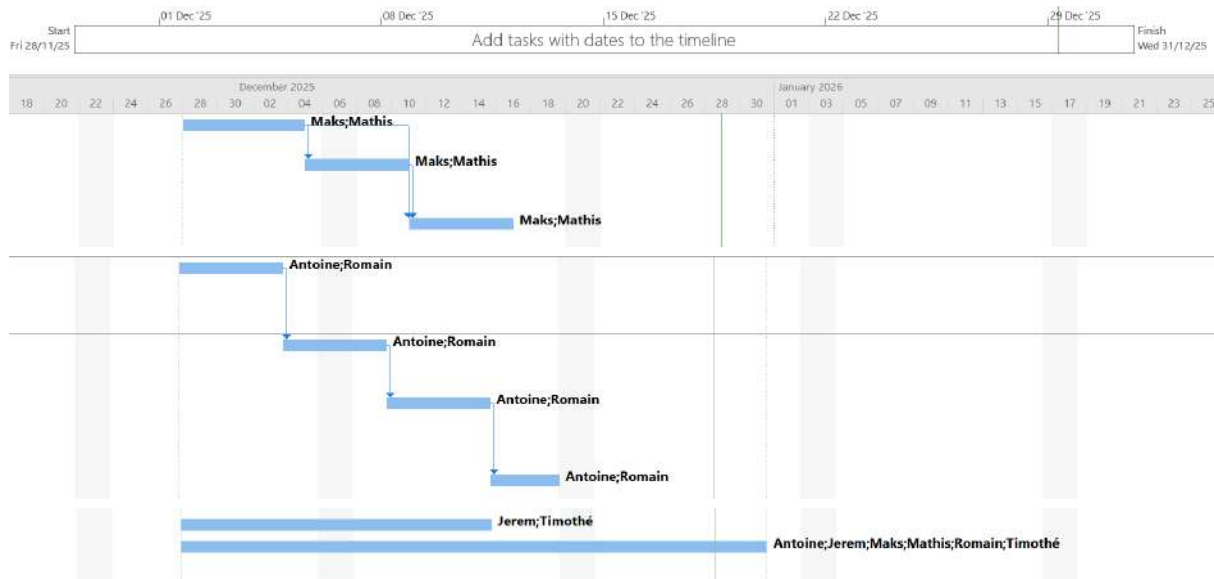 01 Dec '25 08 Dec '25 15 Dec '25 22 Dec '25 29 Dec '25
Start
Fri 28/11/25
Add tasks with dates to the timeline
Finish
Wed 31/12/25
December 2025 January 2026
18 20 22 24 26 28 30 02 04 06 08 10 12 14 16 18 20 22 24 26 28 30 01 03 05 07 09 11 13 15 17 19 21 23 25
Maks;Mathis
Maks;Mathis
Maks;Mathis
Antoine;Romain
Antoine;Romain
Antoine;Romain
Antoine;Romain
Jerem;Timothé
Antoine;Jerem;Maks;Mathis;Romain;Timothé